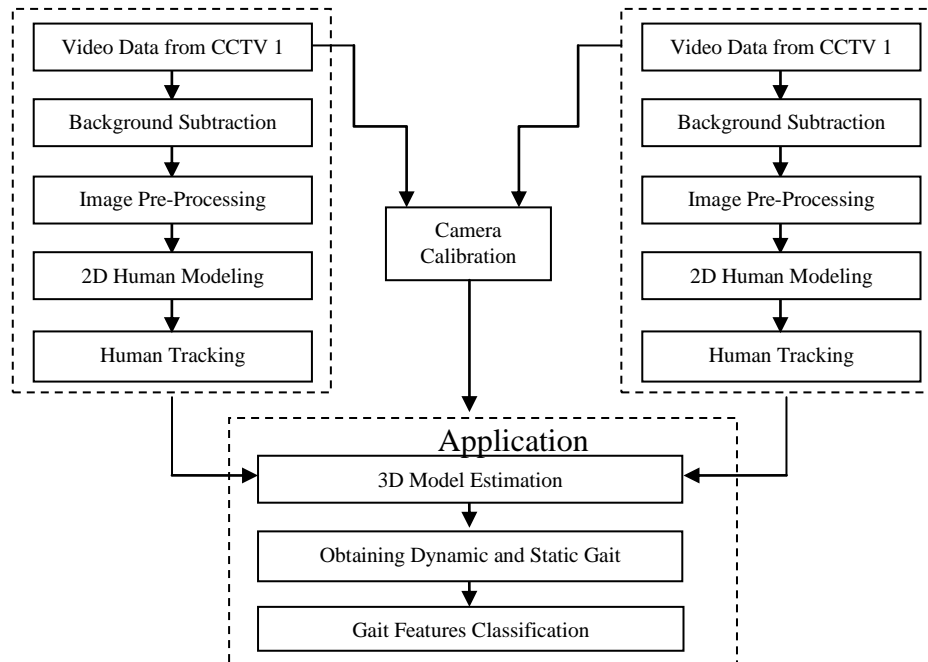 Video Data from CCTV 1
Background Subtraction
Image Pre-Processing
2D Human Modeling
Human Tracking
Camera
Calibration
Video Data from CCTV 1
Background Subtraction
Image Pre-Processing
2D Human Modeling
Human Tracking
Application
3D Model Estimation
Obtaining Dynamic and Static Gait
Gait Features Classification